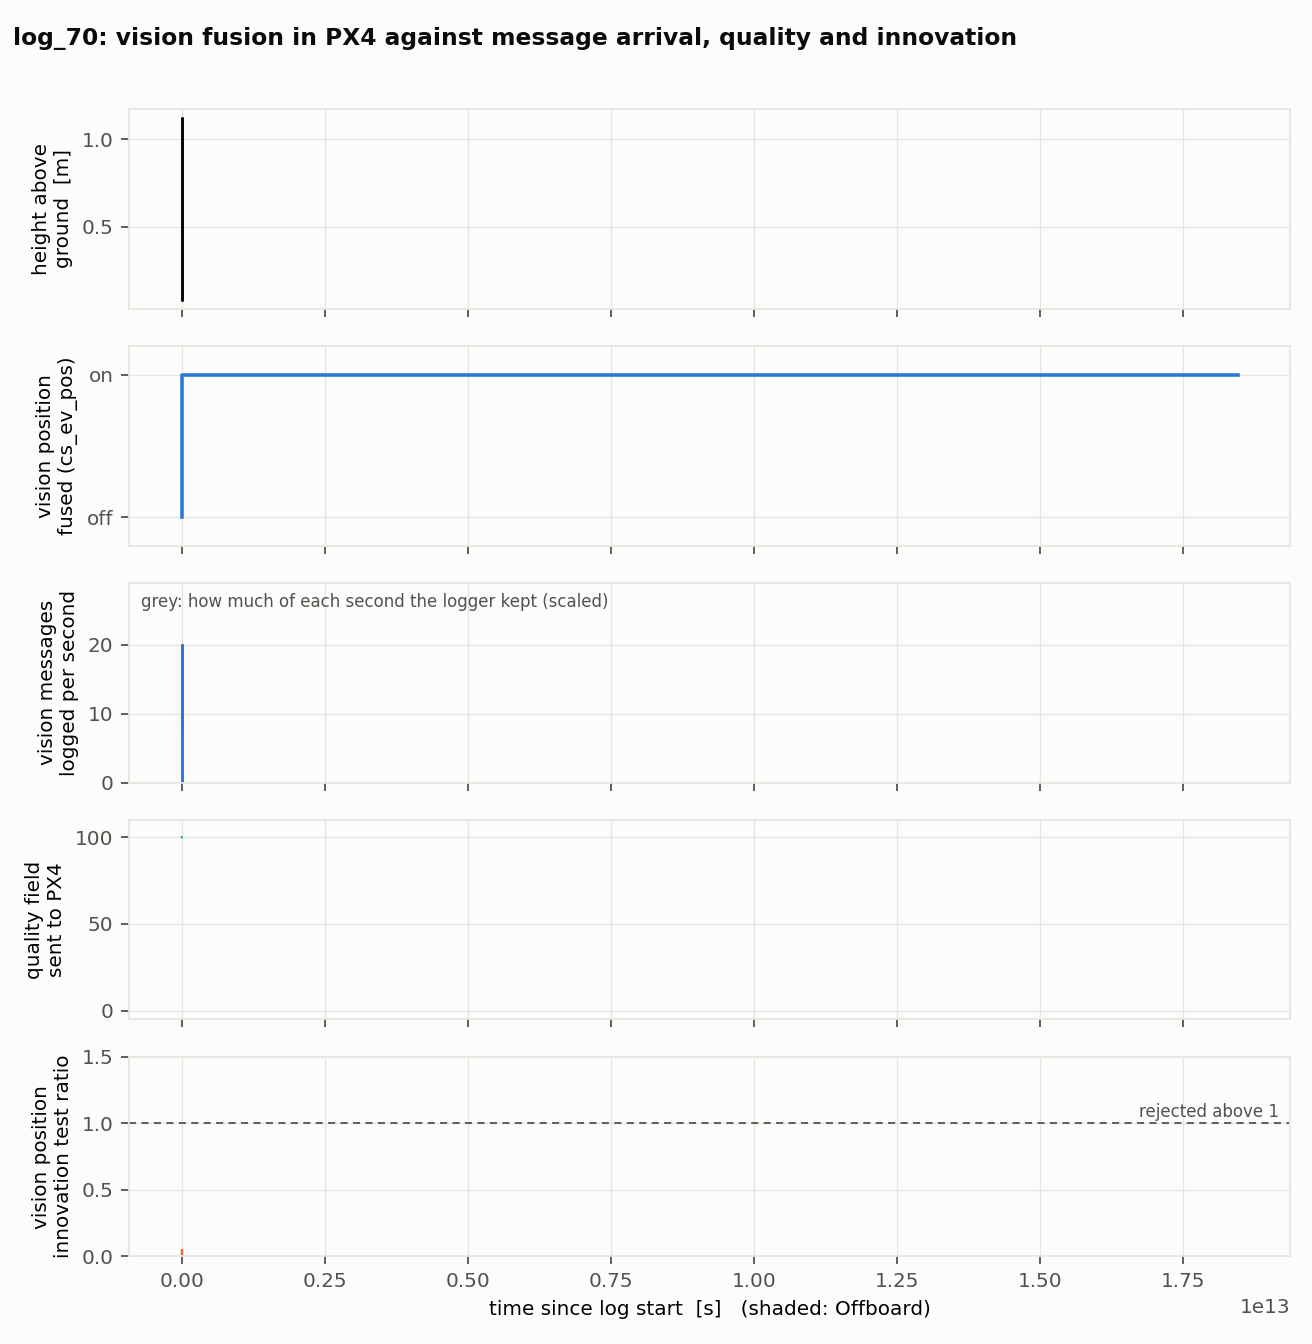 log_70: vision fusion in PX4 against message arrival, quality and innovation
height above
ground [m]
1.0
0.5
vision position
fused (cs_ev_pos)
on
off
vision messages
logged per second
grey: how much of each second the logger kept (scaled)
20
10
0
quality field
sent to PX4
100
50
0
vision position
innovation test ratio
1.5
1.0
0.5
0.0
rejected above 1
0.00 0.25 0.50 0.75 1.00 1.25 1.50 1.75
1e13
time since log start [s] (shaded: Offboard)